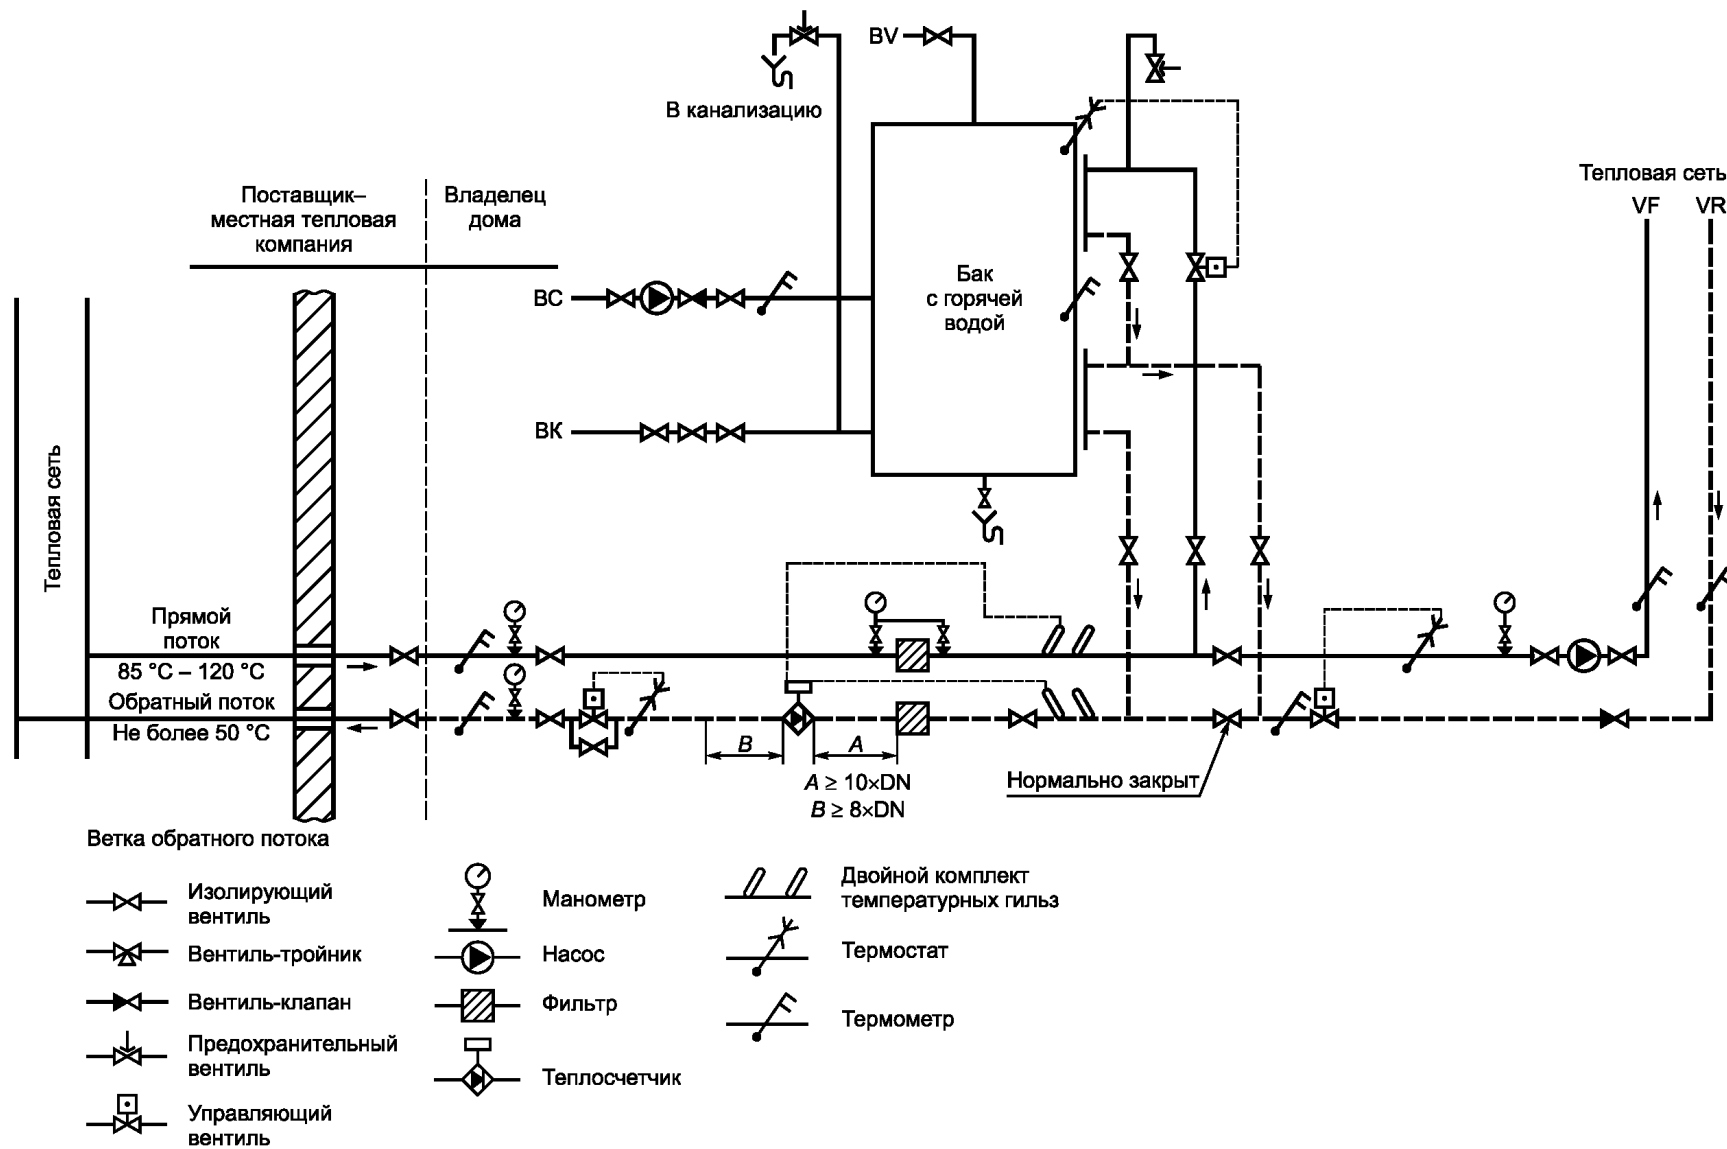 BV
В канализацию
Тепловая сеть
VF
VR
Поставщик–
местная тепловая
компания
Владелец
дома
Бак
с горячей
водой
BC
BK
Тепловая сеть
Прямой
поток
85 °C – 120 °C
Обратный поток
Не более 50 °C
B
A
A ≥ 10×DN
B ≥ 8×DN
Нормально закрыт
Ветка обратного потока
Изолирующий
вентиль
Вентиль-тройник
Вентиль-клапан
Предохранительный
вентиль
Управляющий
вентиль
Манометр
Насос
Фильтр
Теплосчетчик
Двойной комплект
температурных гильз
Термостат
Термометр